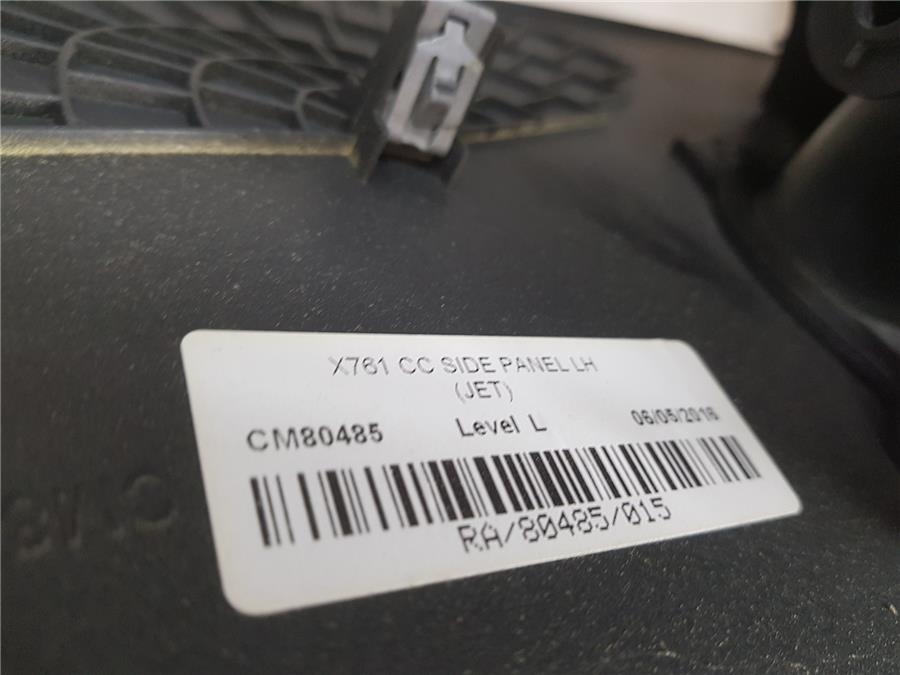 X761 CC SIDE PANEL LH
(JET)
CM80485 Level L 06/05/2016
RA/80485/015